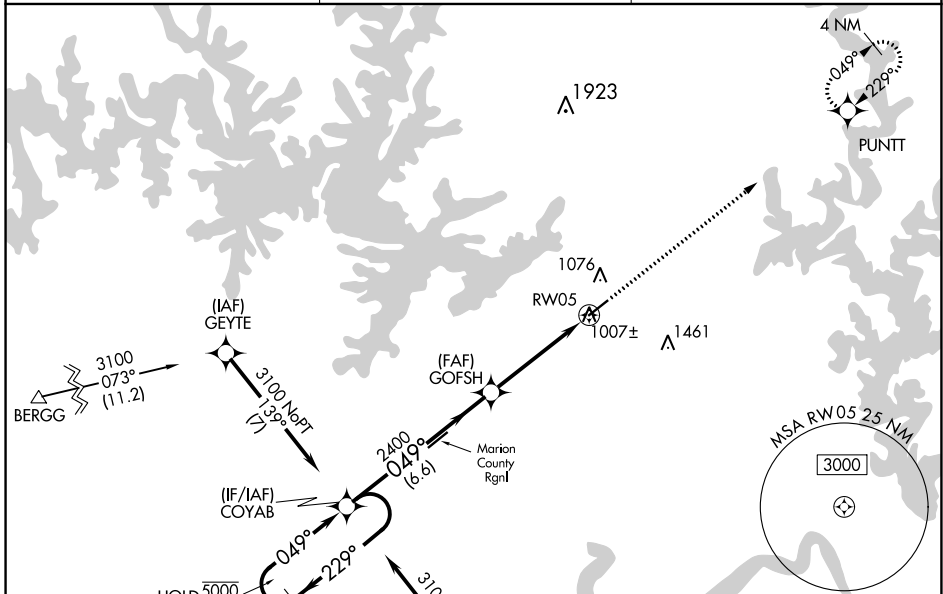 4 NM
049°
229°
PUNTT
1923
1076
RW05
1007±
1461
(IAF)
GEYTE
3100
073°
(11.2)
BERGG
3100 NoPT
139°
(7)
(FAF)
GOFSH
2400
049°
(6.6)
Marion
County
Rgnl
MSA RW05 25 NM
3000
(IF/IAF)
COYAB
049°
229°
HOLD 5000
310